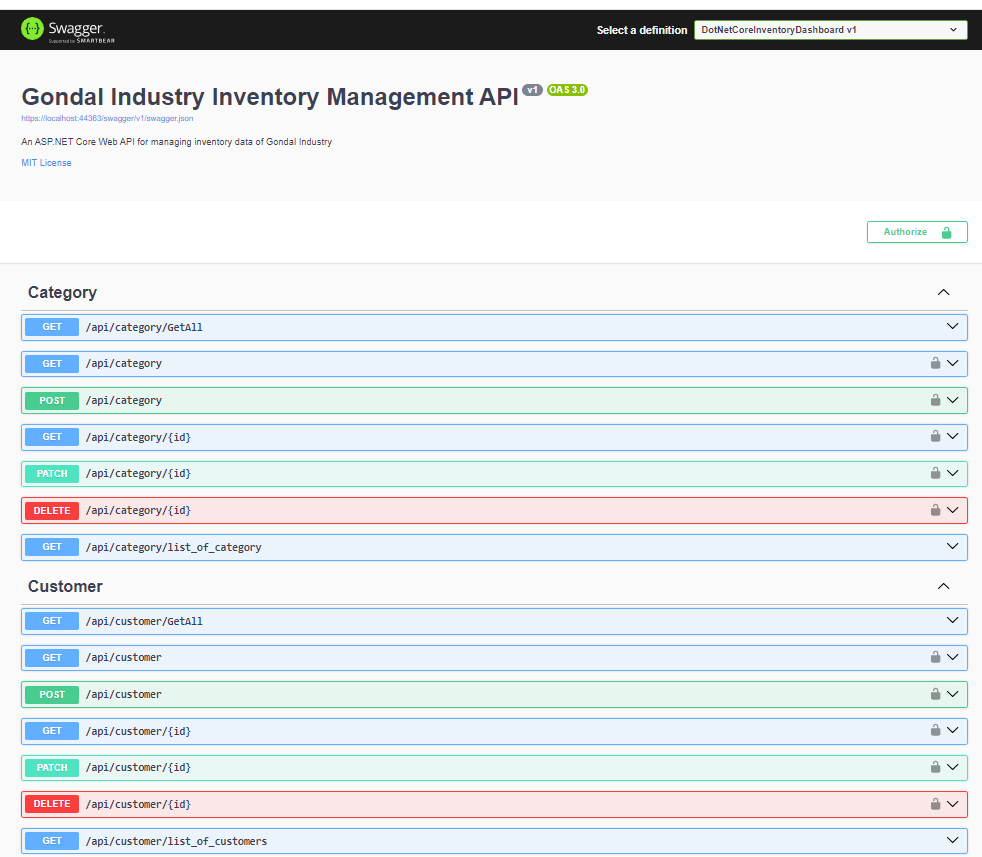 Swagger.
Supported by SMARTBEAR
Select a definition
DotNetCoreInventoryDashboard v1
Gondal Industry Inventory Management API v1 OAS 3.0
https://localhost:44363/swagger/v1/swagger.json
An ASP.NET Core Web API for managing inventory data of Gondal Industry
MIT License
Authorize
Category
GET /api/category/GetAll
GET /api/category
POST /api/category
GET /api/category/{id}
PATCH /api/category/{id}
DELETE /api/category/{id}
GET /api/category/list_of_category
Customer
GET /api/customer/GetAll
GET /api/customer
POST /api/customer
GET /api/customer/{id}
PATCH /api/customer/{id}
DELETE /api/customer/{id}
GET /api/customer/list_of_customers